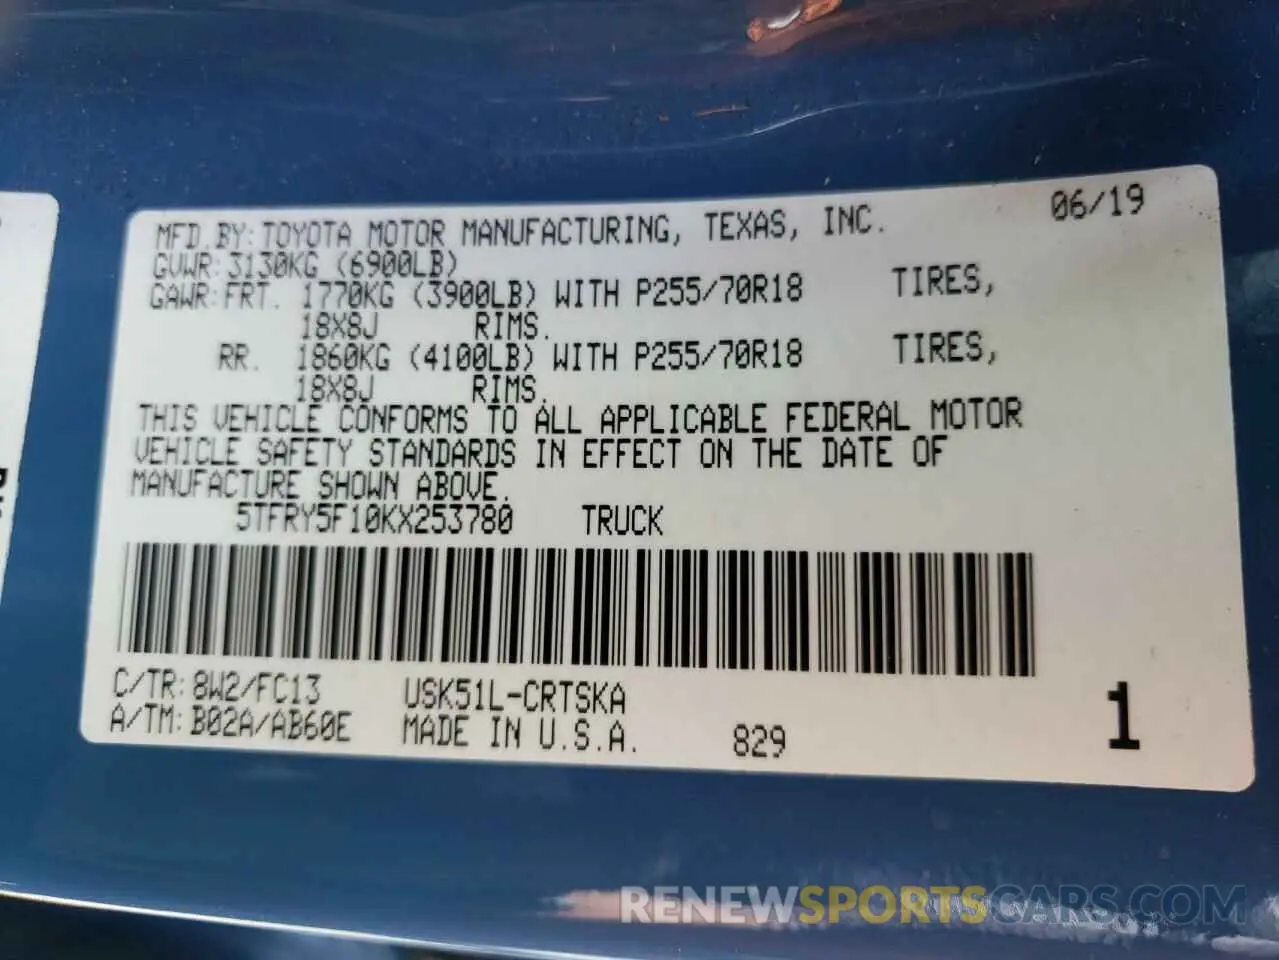 MFD.BY:TOYOTA MOTOR MANUFACTURING, TEXAS, INC. 06/19
GVWR:3130KG (6900LB)
GAWR:FRT. 1770KG (3900LB) WITH P255/70R18 TIRES,
18X8J RIMS.
RR. 1860KG (4100LB) WITH P255/70R18 TIRES,
18X8J RIMS.
THIS VEHICLE CONFORMS TO ALL APPLICABLE FEDERAL MOTOR
VEHICLE SAFETY STANDARDS IN EFFECT ON THE DATE OF
MANUFACTURE SHOWN ABOVE.
5TFRY5F10KX253780 TRUCK
C/TR:8W2/FC13 USK51L-CRTSKA
A/TM:B02A/AB60E MADE IN U.S.A. 829 1
RENEWSPORTSCARS.COM